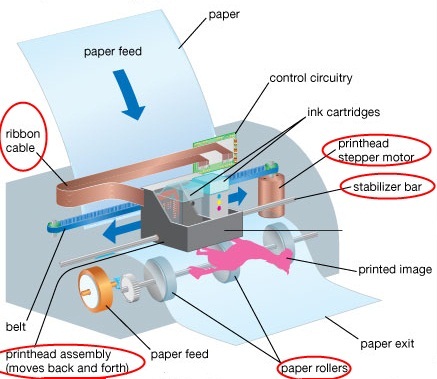 paper
paper feed
control circuitry
ink cartridges
ribbon
cable
printhead
stepper motor
stabilizer bar
printed image
belt
printhead assembly
(moves back and forth)
paper feed
paper rollers
paper exit